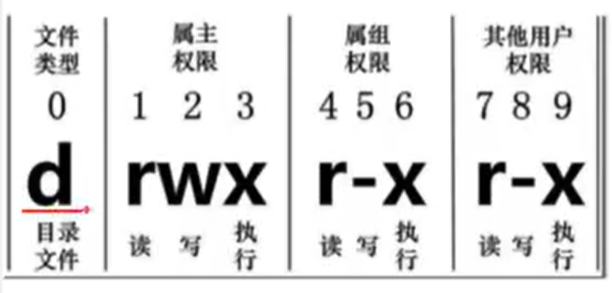 文件 属主 属组 其他用户
类型 权限 权限 权限
0 1 2 3 4 5 6 7 8 9
d rwx r-x r-x
目录 读 写 执行 读 写 执行 读 写 执行
文件